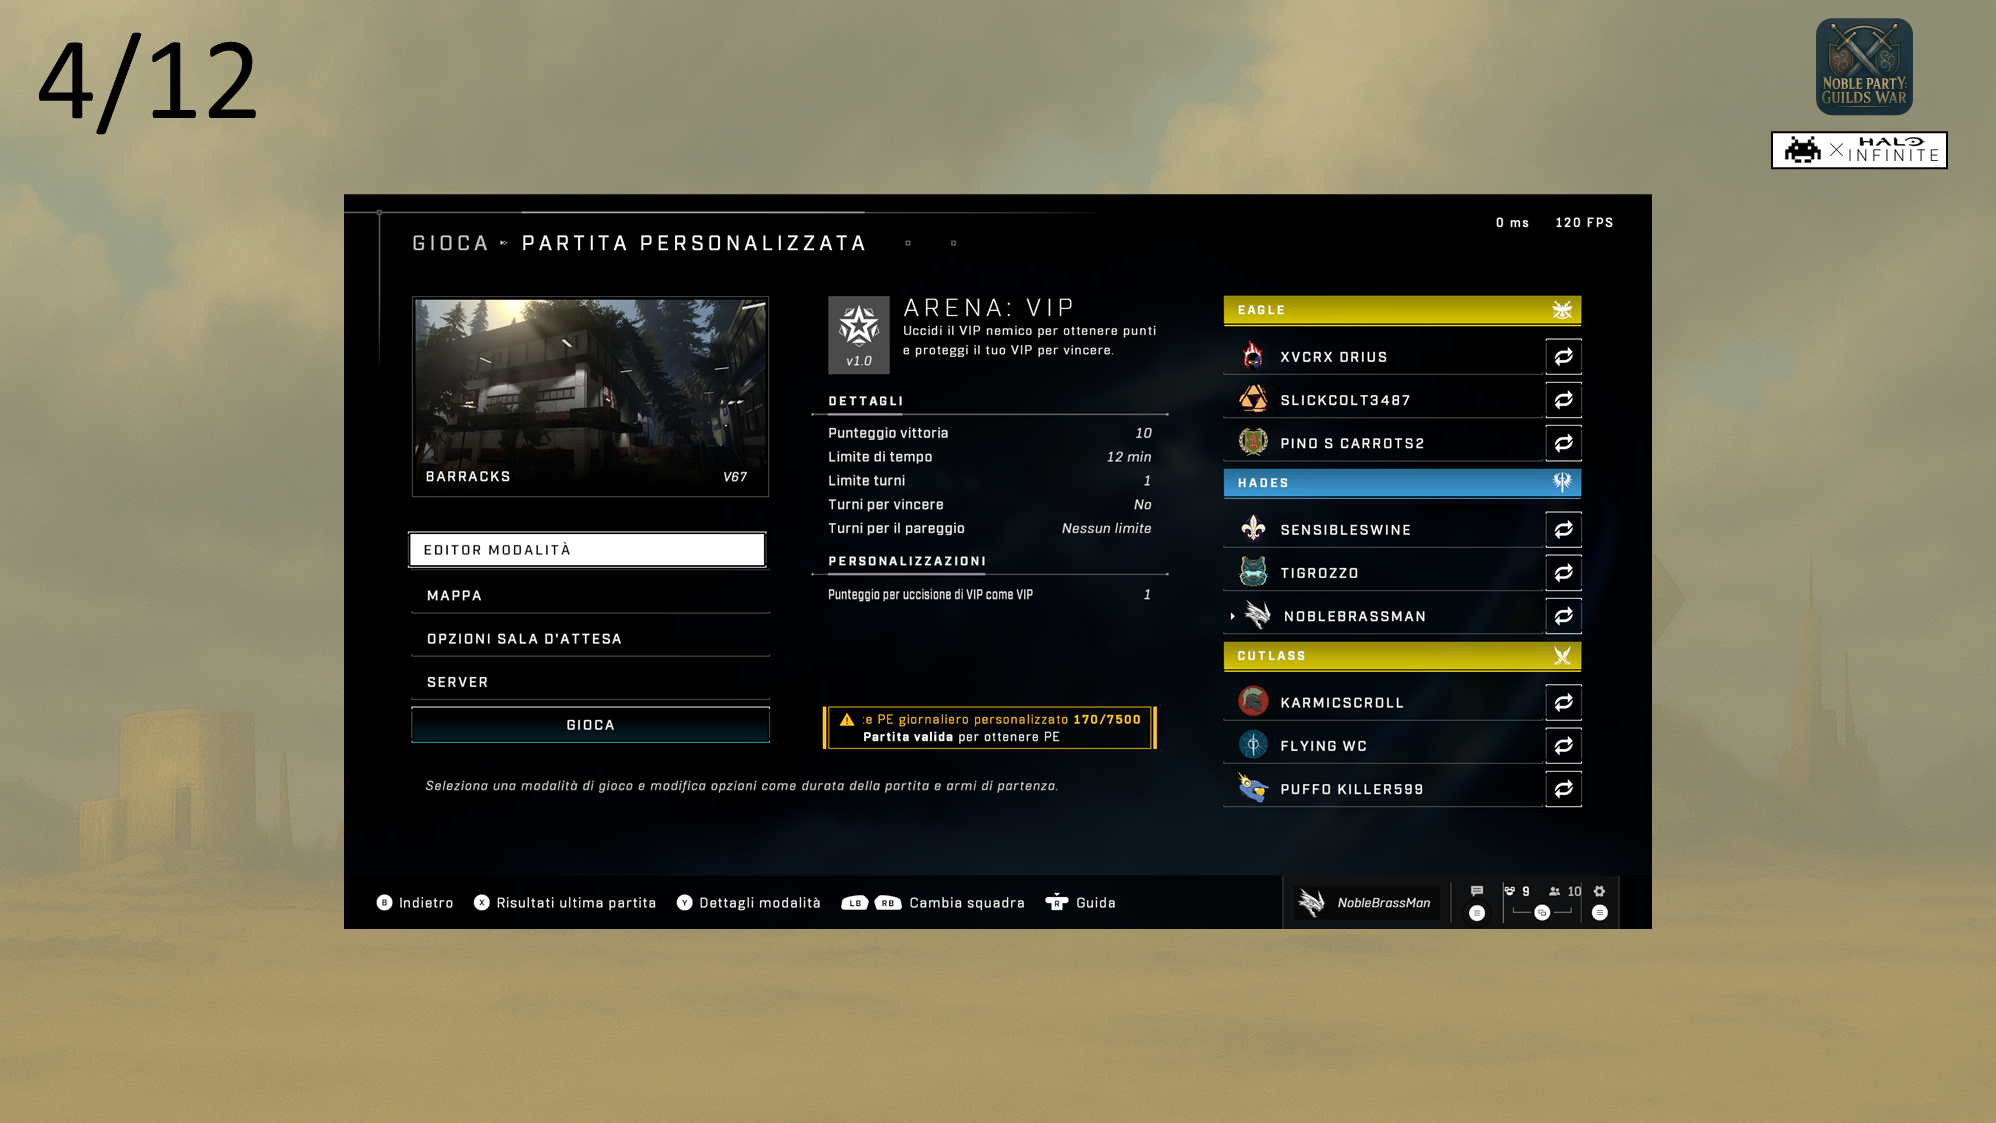 4/12
NOBLE PARTY:
GUILDS WAR
HALO
INFINITE
0 ms 120 FPS
GIOCA PARTITA PERSONALIZZATA
BARRACKS V67
EDITOR MODALITÀ
MAPPA
OPZIONI SALA D'ATTESA
SERVER
GIOCA
ARENA: VIP
Uccidi il VIP nemico per ottenere punti
e proteggi il tuo VIP per vincere.
v1.0
DETTAGLI
Punteggio vittoria 10
Limite di tempo 12 min
Limite turni 1
Turni per vincere No
Turni per il pareggio Nessun limite
PERSONALIZZAZIONI
Punteggio per uccisione di VIP come VIP 1
:e PE giornaliero personalizzato 170/7500
Partita valida per ottenere PE
EAGLE
XVCRX DRIUS
SLICKCOLT3487
PINO S CARROTS2
HADES
SENSIBLESWINE
TIGROZZO
NOBLEBRASSMAN
CUTLASS
KARMICSCROLL
FLYING WC
PUFFO KILLER599
Seleziona una modalità di gioco e modifica opzioni come durata della partita e armi di partenza.
B Indietro X Risultati ultima partita Y Dettagli modalità LB RB Cambia squadra R Guida
NobleBrassMan 9 10